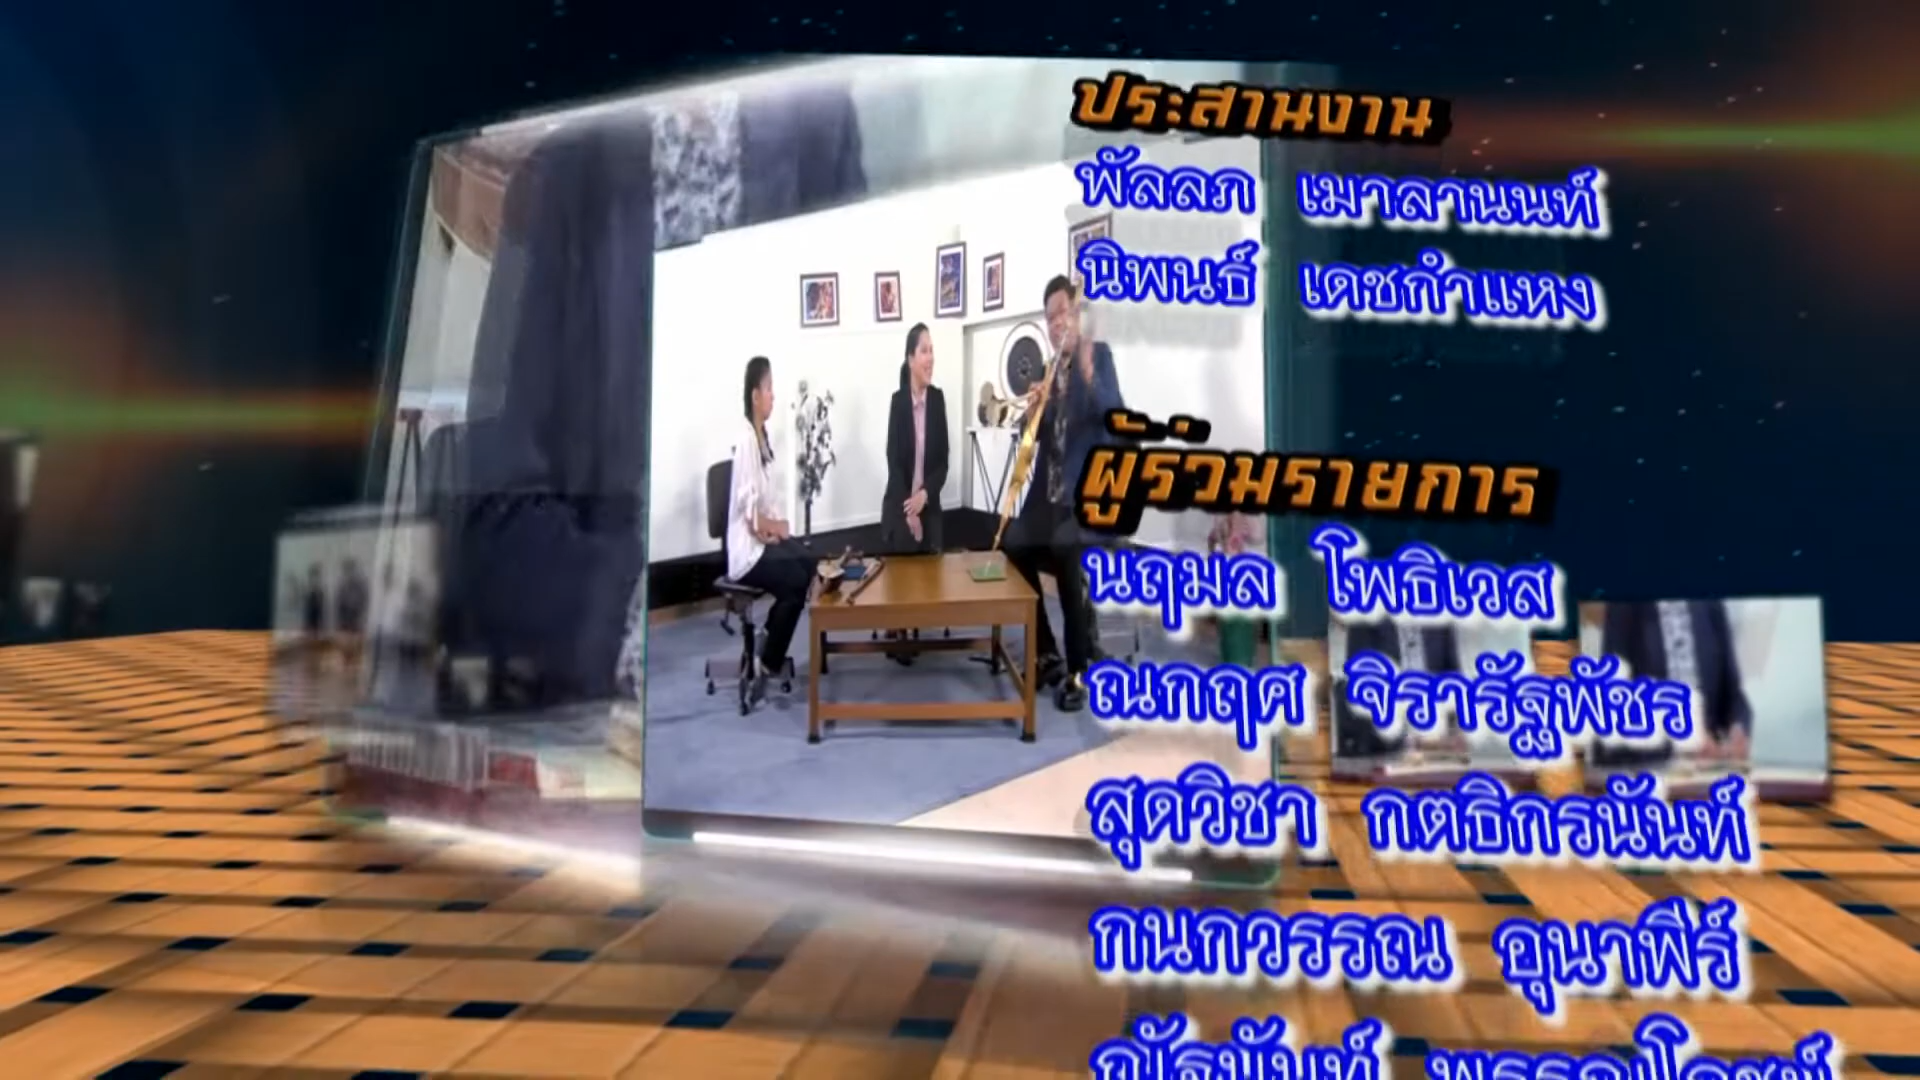 ประสานงาน
พัลลภ เมาลานนท์
นิพนธ์ เดชกำแหง
ผู้ร่วมรายการ
นฤมล โพธิเวส
ณกฤศ จิรารัฐพัชร
สุดวิชา กตธิกรนันท์
กนกวรรณ อุนาฟีร์